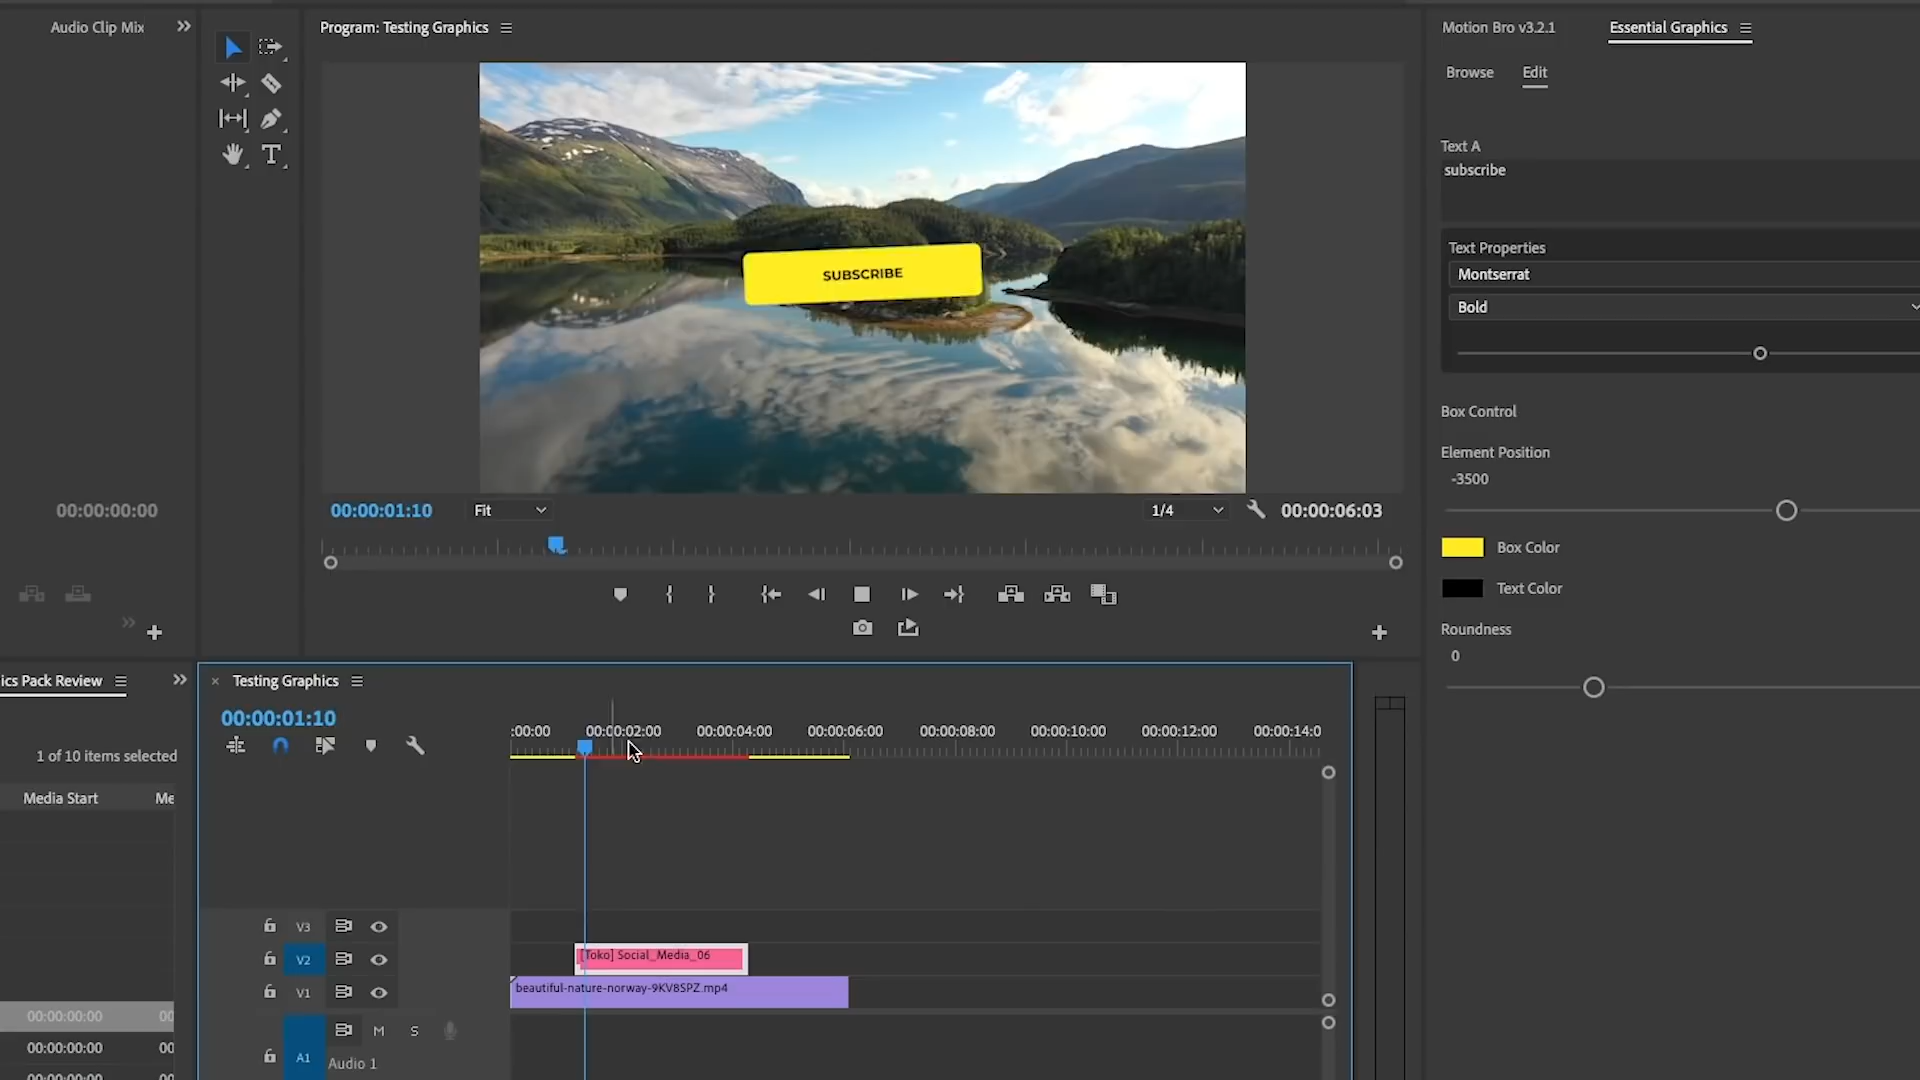 Audio Clip Mix
Program: Testing Graphics
Motion Bro v3.2.1
Essential Graphics
Browse
Edit
Text A
subscribe
SUBSCRIBE
Text Properties
Montserrat
Bold
Box Control
Element Position
-3500
Box Color
Text Color
Roundness
0
00:00:00:00
00:00:01:10
Fit
1/4
00:00:06:03
ics Pack Review
1 of 10 items selected
Media Start
Me
00:00:00:00
00
00:00:00:00
00
Testing Graphics
00:00:01:10
:00:00
00:00:02:00
00:00:04:00
00:00:06:00
00:00:08:00
00:00:10:00
00:00:12:00
00:00:14:0
V3
V2
[Toko] Social_Media_06
V1
beautiful-nature-norway-9KV8SPZ.mp4
M
S
A1
Audio 1